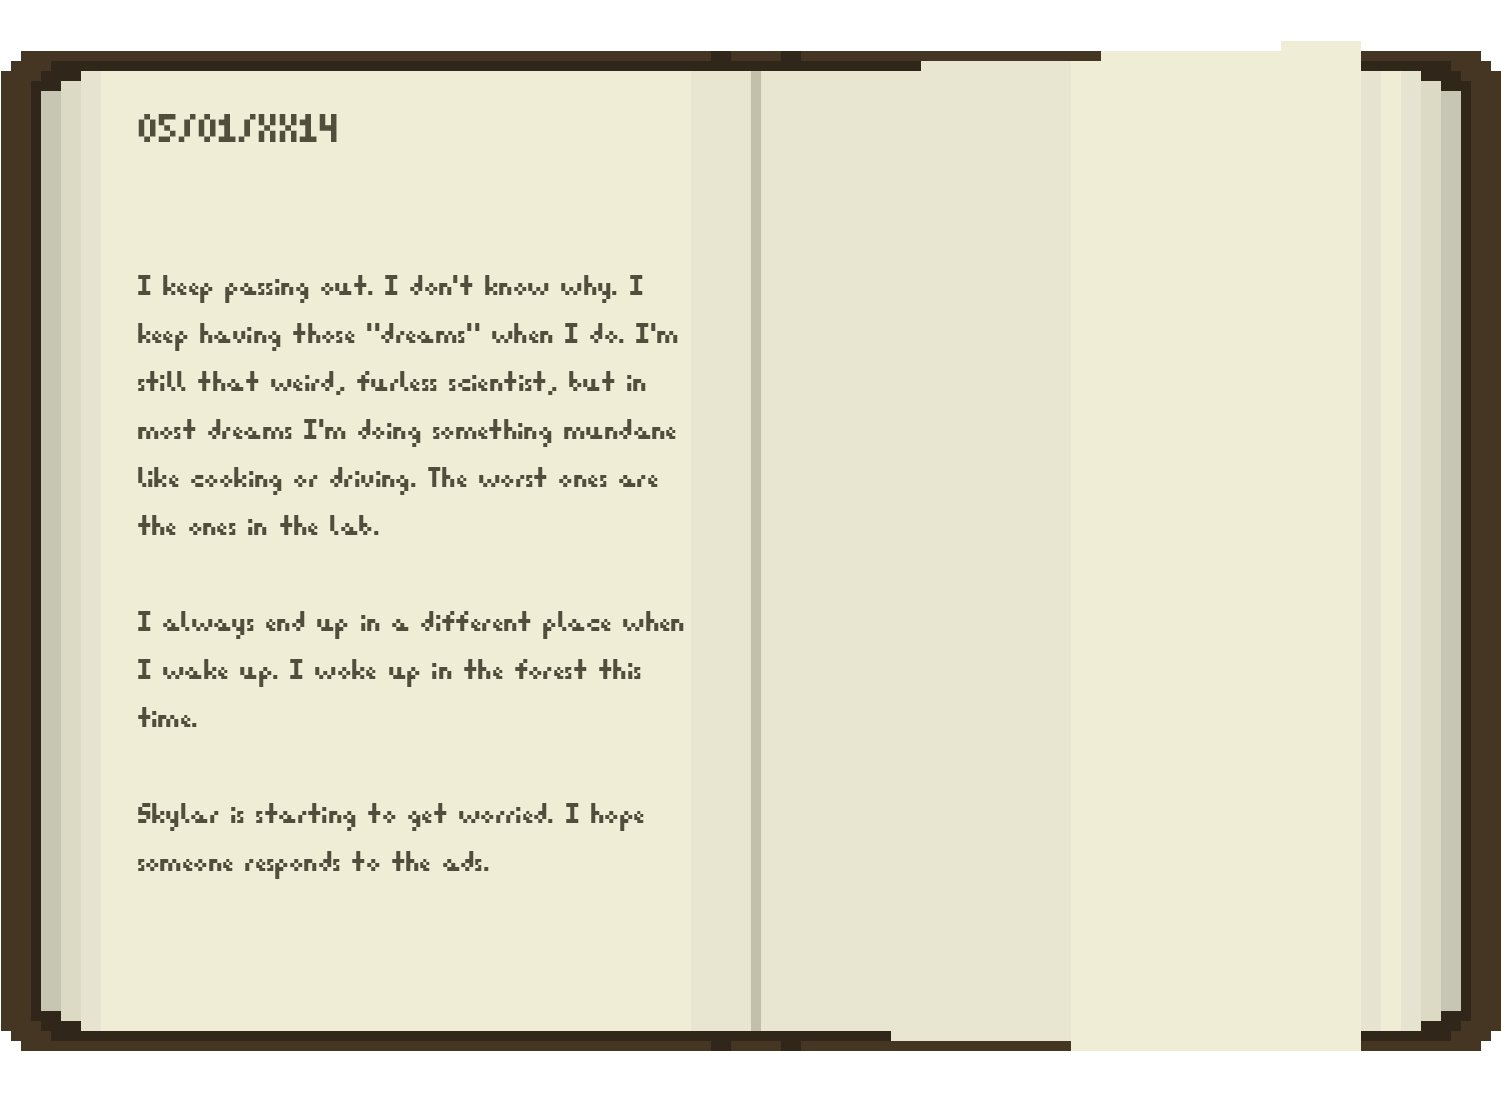 05/01/XX14
I keep passing out. I don't know why. I
keep having those "dreams" when I do. I'm
still that weird, furless scientist, but in
most dreams I'm doing something mundane
like cooking or driving. The worst ones are
the ones in the lab.
I always end up in a different place when
I wake up. I woke up in the forest this
time.
Skylar is starting to get worried. I hope
someone responds to the ads.